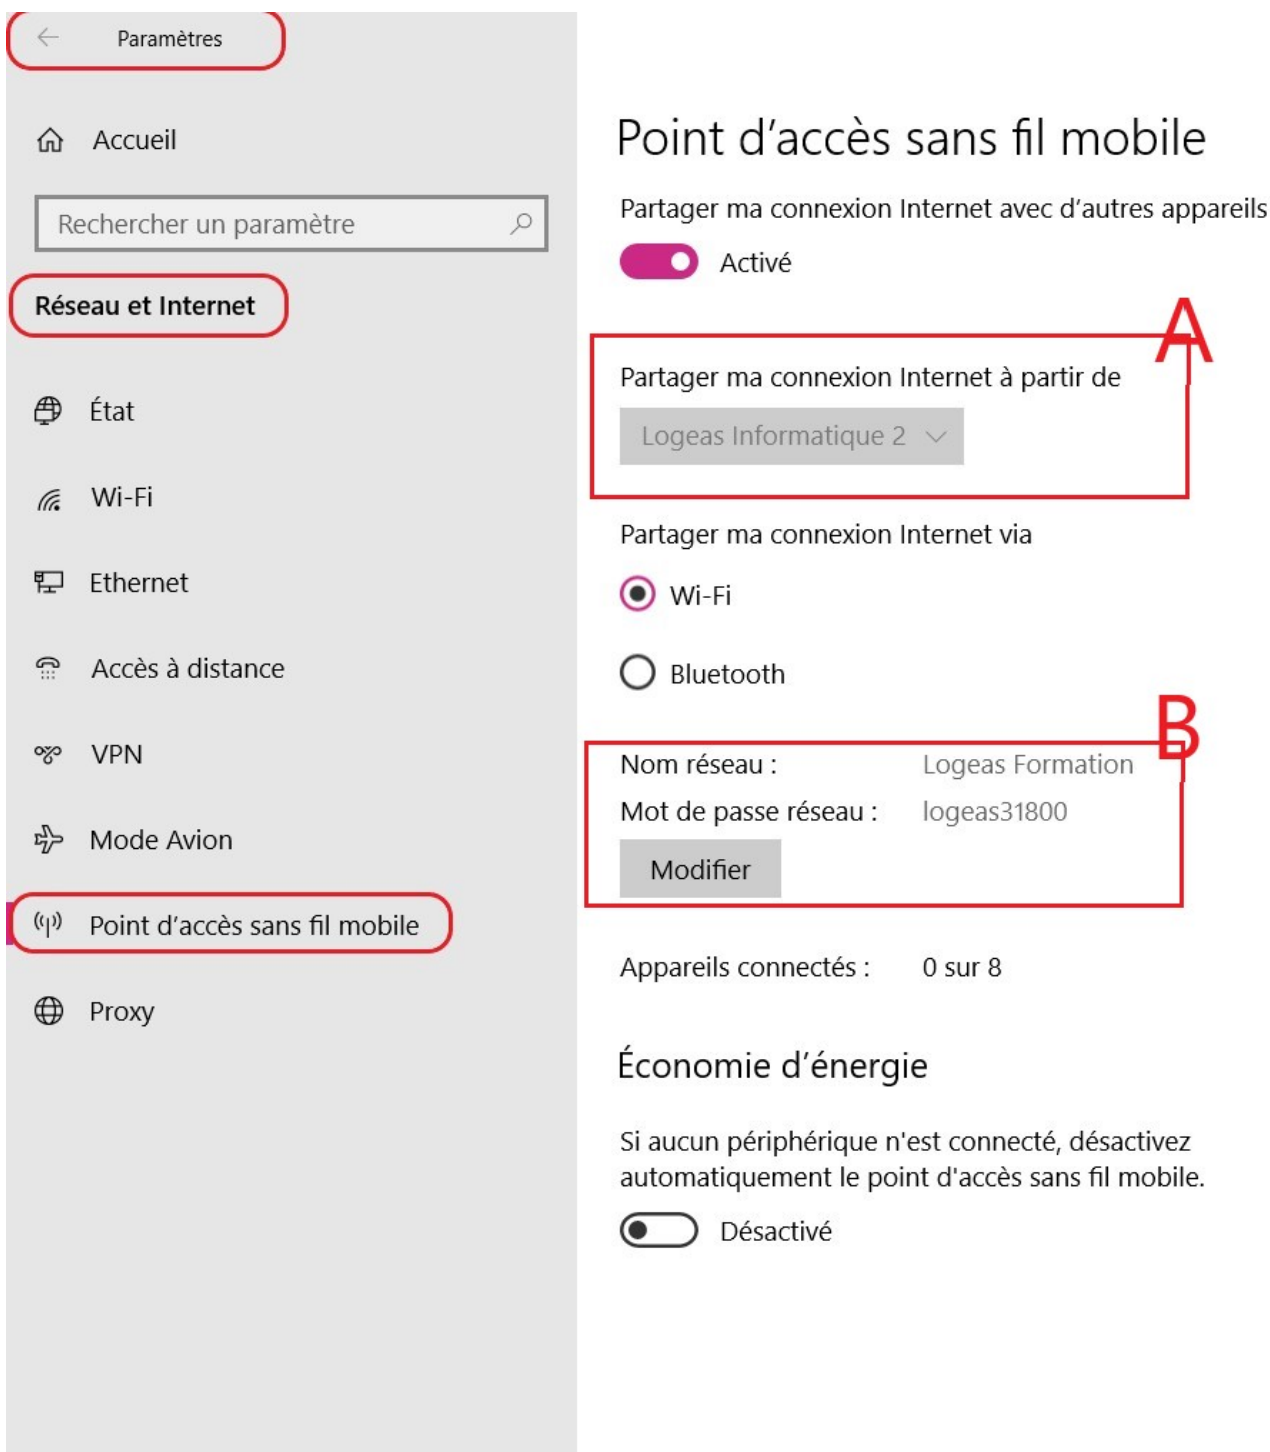 Paramètres
Accueil
Rechercher un paramètre
Réseau et Internet
État
Wi-Fi
Ethernet
Accès à distance
VPN
Mode Avion
Point d’accès sans fil mobile
Proxy
Point d’accès sans fil mobile
Partager ma connexion Internet avec d’autres appareils
Activé
A
Partager ma connexion Internet à partir de
Logeas Informatique 2
Partager ma connexion Internet via
Wi-Fi
Bluetooth
B
Nom réseau : Logeas Formation
Mot de passe réseau : logeas31800
Modifier
Appareils connectés : 0 sur 8
Économie d’énergie
Si aucun périphérique n'est connecté, désactivez
automatiquement le point d'accès sans fil mobile.
Désactivé